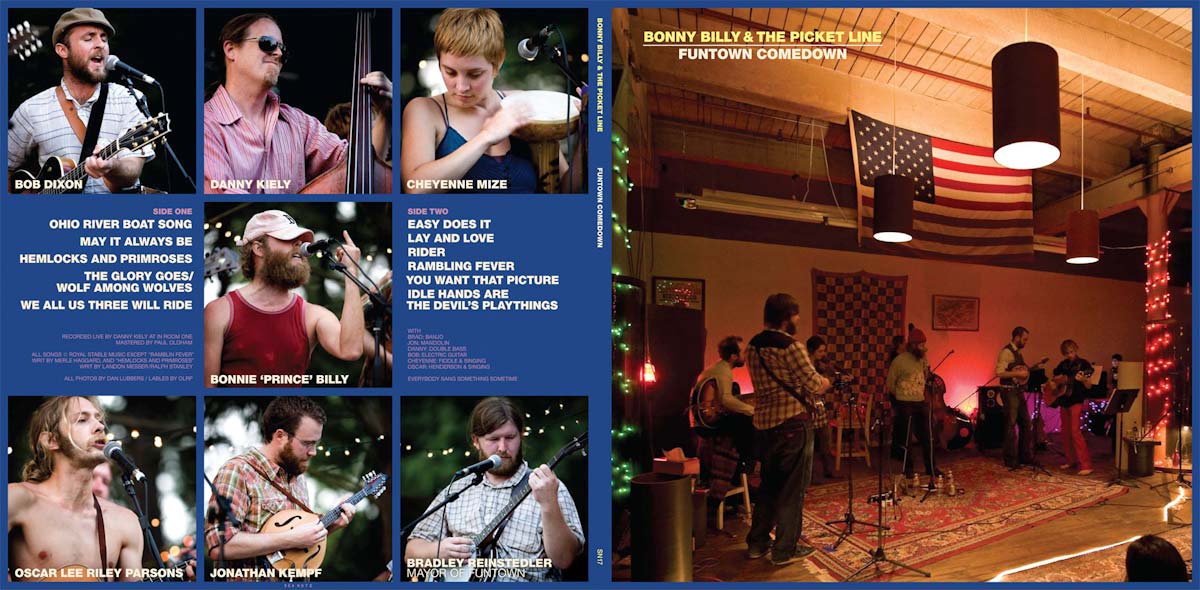 BOB DIXON
DANNY KIELY
CHEYENNE MIZE
SIDE ONE
OHIO RIVER BOAT SONG
MAY IT ALWAYS BE
HEMLOCKS AND PRIMROSES
THE GLORY GOES/
WOLF AMONG WOLVES
WE ALL US THREE WILL RIDE
RECORDED LIVE BY DANNY KIELY AT IN ROOM ONE
MASTERED BY PAUL OLDHAM
ALL SONGS © ROYAL STABLE MUSIC EXCEPT "RAMBLIN FEVER"
WRIT BY MERLE HAGGARD, AND "HEMLOCKS AND PRIMROSES"
WRIT BY LANDON MESSER/RALPH STANLEY
ALL PHOTOS BY DAN LUBBERS / LABLES BY OLRP
BONNIE 'PRINCE' BILLY
SIDE TWO
EASY DOES IT
LAY AND LOVE
RIDER
RAMBLING FEVER
YOU WANT THAT PICTURE
IDLE HANDS ARE
THE DEVIL'S PLAYTHINGS
WITH
BRAD: BANJO
JON: MANDOLIN
DANNY: DOUBLE BASS
BOB: ELECTRIC GUITAR
CHEYENNE: FIDDLE & SINGING
OSCAR: HENDERSON & SINGING
EVERYBODY SANG SOMETHING SOMETIME
OSCAR LEE RILEY PARSONS
JONATHAN KEMPF
BRADLEY REINSTEDLER
MAYOR OF FUNTOWN
SEA NOTE
BONNY BILLY & THE PICKET LINE
FUNTOWN COMEDOWN
SN17
BONNY BILLY & THE PICKET LINE
FUNTOWN COMEDOWN